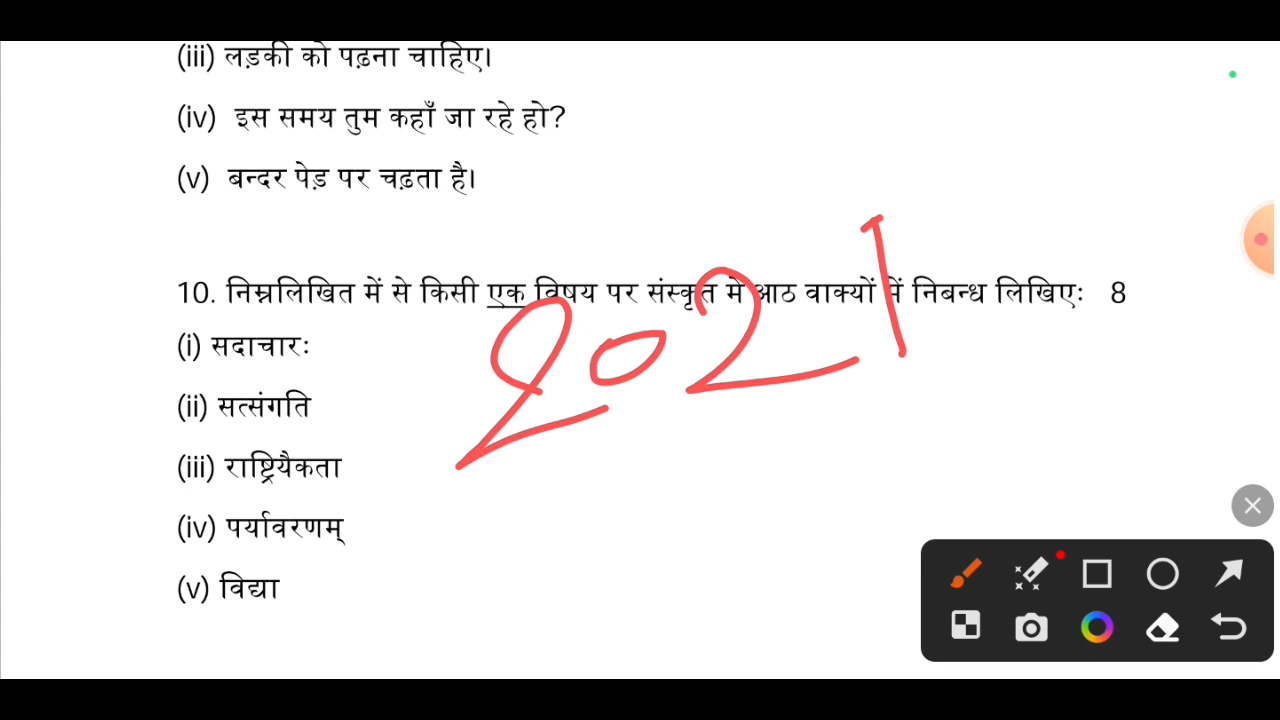 (iii) लड़की को पढ़ना चाहिए।
(iv) इस समय तुम कहाँ जा रहे हो?
(v) बन्दर पेड़ पर चढ़ता है।
10. निम्नलिखित में से किसी एक विषय पर संस्कृत में आठ वाक्यों में निबन्ध लिखिएः 8
(i) सदाचारः
2021
(ii) सत्संगति
(iii) राष्ट्रियैकता
(iv) पर्यावरणम्
(v) विद्या